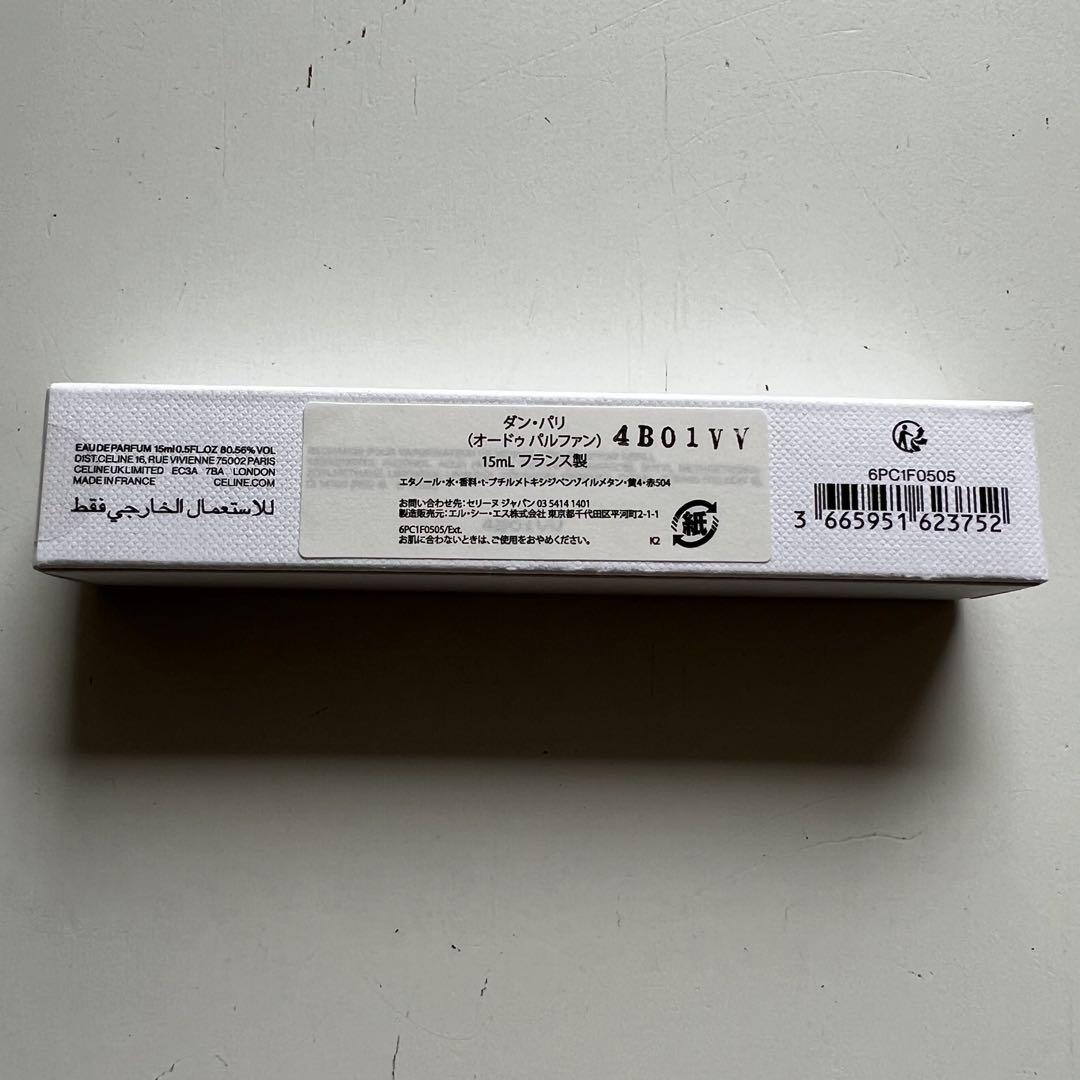 EAU DE PARFUM 15ml 0.5FL.OZ 80.56% VOL
DIST.CELINE 16, RUE VIVIENNE 75002 PARIS
CELINE UK LIMITED EC3A 7BA LONDON
MADE IN FRANCE CELINE.COM
للاستعمال الخارجي فقط
ダン・パリ
(オードゥ パルファン) 4B01VV
15mL フランス製
エタノール・水・香料・t-ブチルメトキシジベンゾイルメタン・黄4・赤504
お問い合わせ先:セリーヌ ジャパン 03 5414 1401
製造販売元:エル・シー・エス株式会社 東京都千代田区平河町2-1-1
6PC1F0505/Ext.
お肌に合わないときは、ご使用をおやめください。 K2
紙
6PC1F0505
3 665951 623752